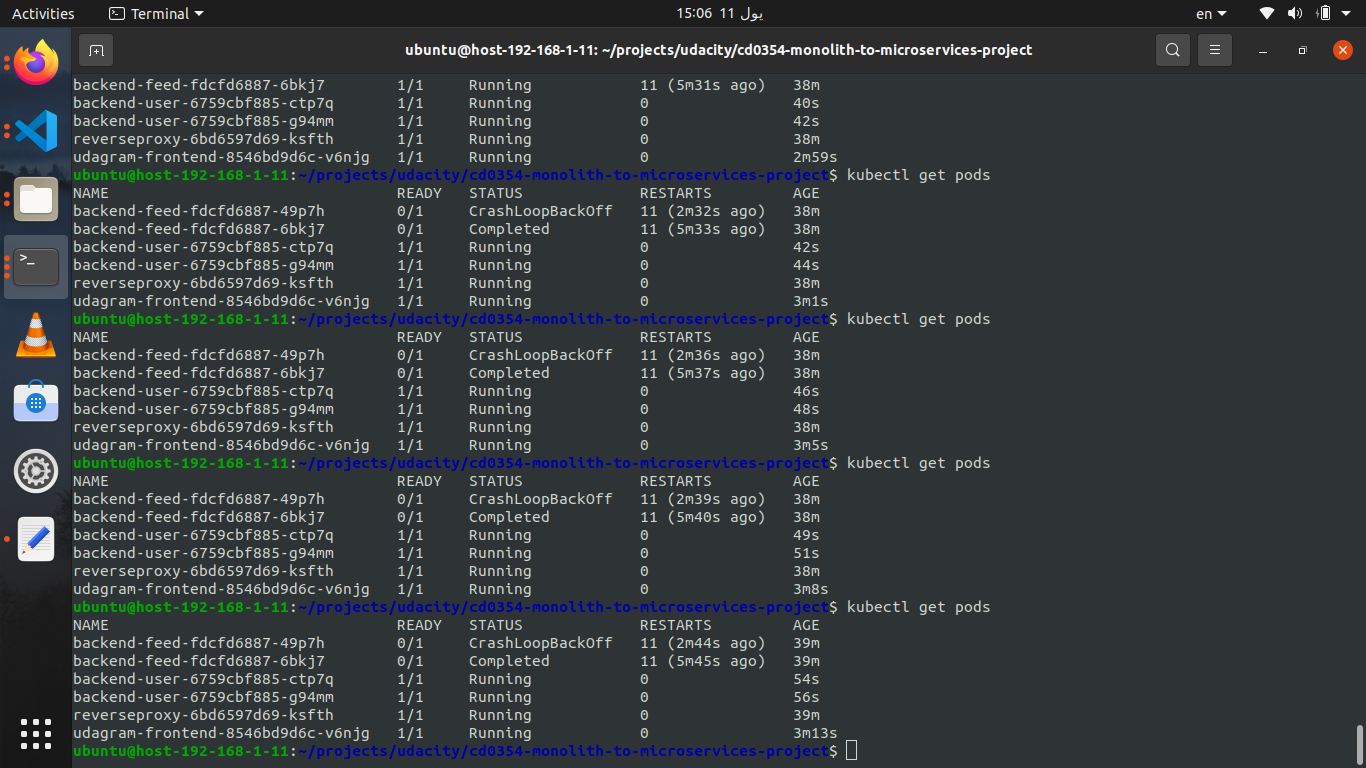 Activities Terminal 15:06 11 يول en
ubuntu@host-192-168-1-11: ~/projects/udacity/cd0354-monolith-to-microservices-project
backend-feed-fdcfd6887-6bkj7 1/1 Running 11 (5m31s ago) 38m
backend-user-6759cbf885-ctp7q 1/1 Running 0 40s
backend-user-6759cbf885-g94mm 1/1 Running 0 42s
reverseproxy-6bd6597d69-ksfth 1/1 Running 0 38m
udagram-frontend-8546bd9d6c-v6njg 1/1 Running 0 2m59s
ubuntu@host-192-168-1-11:~/projects/udacity/cd0354-monolith-to-microservices-project$ kubectl get pods
NAME READY STATUS RESTARTS AGE
backend-feed-fdcfd6887-49p7h 0/1 CrashLoopBackOff 11 (2m32s ago) 38m
backend-feed-fdcfd6887-6bkj7 0/1 Completed 11 (5m33s ago) 38m
backend-user-6759cbf885-ctp7q 1/1 Running 0 42s
backend-user-6759cbf885-g94mm 1/1 Running 0 44s
reverseproxy-6bd6597d69-ksfth 1/1 Running 0 38m
udagram-frontend-8546bd9d6c-v6njg 1/1 Running 0 3m1s
ubuntu@host-192-168-1-11:~/projects/udacity/cd0354-monolith-to-microservices-project$ kubectl get pods
NAME READY STATUS RESTARTS AGE
backend-feed-fdcfd6887-49p7h 0/1 CrashLoopBackOff 11 (2m36s ago) 38m
backend-feed-fdcfd6887-6bkj7 0/1 Completed 11 (5m37s ago) 38m
backend-user-6759cbf885-ctp7q 1/1 Running 0 46s
backend-user-6759cbf885-g94mm 1/1 Running 0 48s
reverseproxy-6bd6597d69-ksfth 1/1 Running 0 38m
udagram-frontend-8546bd9d6c-v6njg 1/1 Running 0 3m5s
ubuntu@host-192-168-1-11:~/projects/udacity/cd0354-monolith-to-microservices-project$ kubectl get pods
NAME READY STATUS RESTARTS AGE
backend-feed-fdcfd6887-49p7h 0/1 CrashLoopBackOff 11 (2m39s ago) 38m
backend-feed-fdcfd6887-6bkj7 0/1 Completed 11 (5m40s ago) 38m
backend-user-6759cbf885-ctp7q 1/1 Running 0 49s
backend-user-6759cbf885-g94mm 1/1 Running 0 51s
reverseproxy-6bd6597d69-ksfth 1/1 Running 0 38m
udagram-frontend-8546bd9d6c-v6njg 1/1 Running 0 3m8s
ubuntu@host-192-168-1-11:~/projects/udacity/cd0354-monolith-to-microservices-project$ kubectl get pods
NAME READY STATUS RESTARTS AGE
backend-feed-fdcfd6887-49p7h 0/1 CrashLoopBackOff 11 (2m44s ago) 39m
backend-feed-fdcfd6887-6bkj7 0/1 Completed 11 (5m45s ago) 39m
backend-user-6759cbf885-ctp7q 1/1 Running 0 54s
backend-user-6759cbf885-g94mm 1/1 Running 0 56s
reverseproxy-6bd6597d69-ksfth 1/1 Running 0 39m
udagram-frontend-8546bd9d6c-v6njg 1/1 Running 0 3m13s
ubuntu@host-192-168-1-11:~/projects/udacity/cd0354-monolith-to-microservices-project$